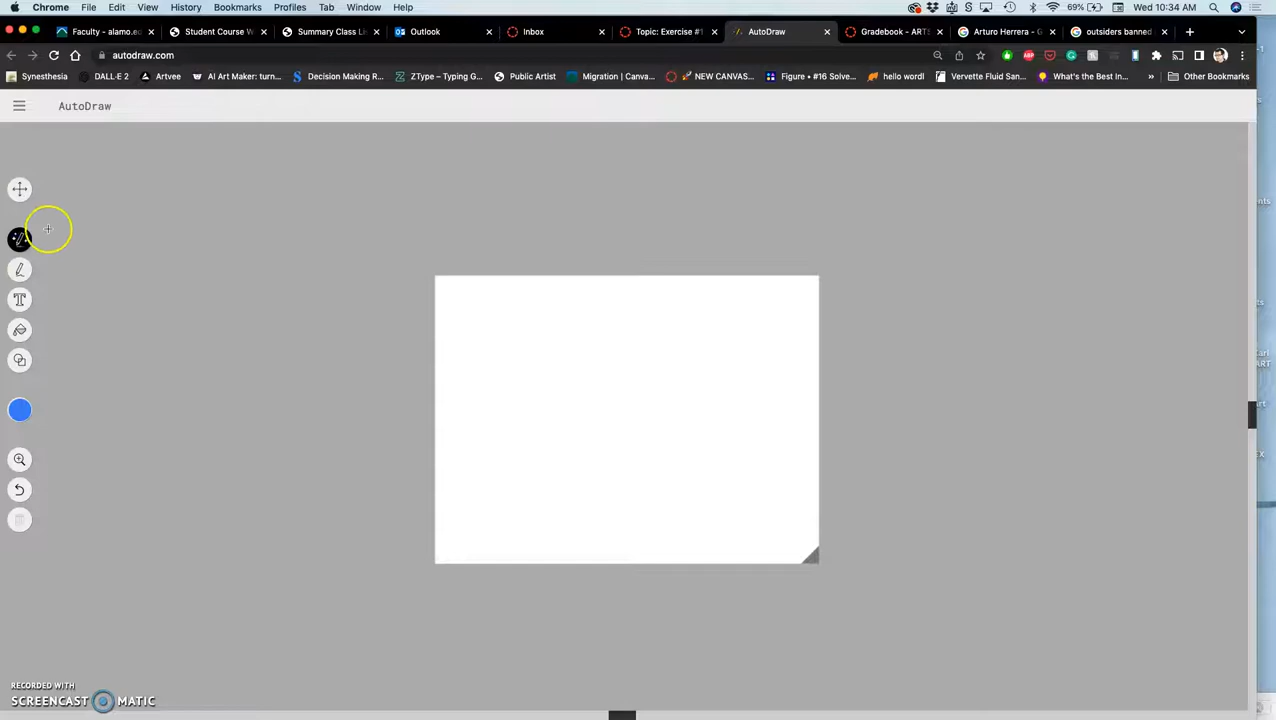 Chrome File Edit View History Bookmarks Profiles Tab Window Help 69% Wed 10:34 AM
Faculty - alamo.e Student Course W Summary Class Li Outlook Inbox Topic: Exercise #1 AutoDraw Gradebook - ARTS Arturo Herrera - G outsiders banned
autodraw.com
Synesthesia DALL·E 2 Artvee AI Art Maker: turn... Decision Making R... ZType – Typing G... Public Artist Migration | Canva... 🚀 NEW CANVAS... Figure • #16 Solve... hello word! Vervette Fluid San... What's the Best In... » Other Bookmarks
AutoDraw
T
RECORDED WITH
SCREENCAST MATIC